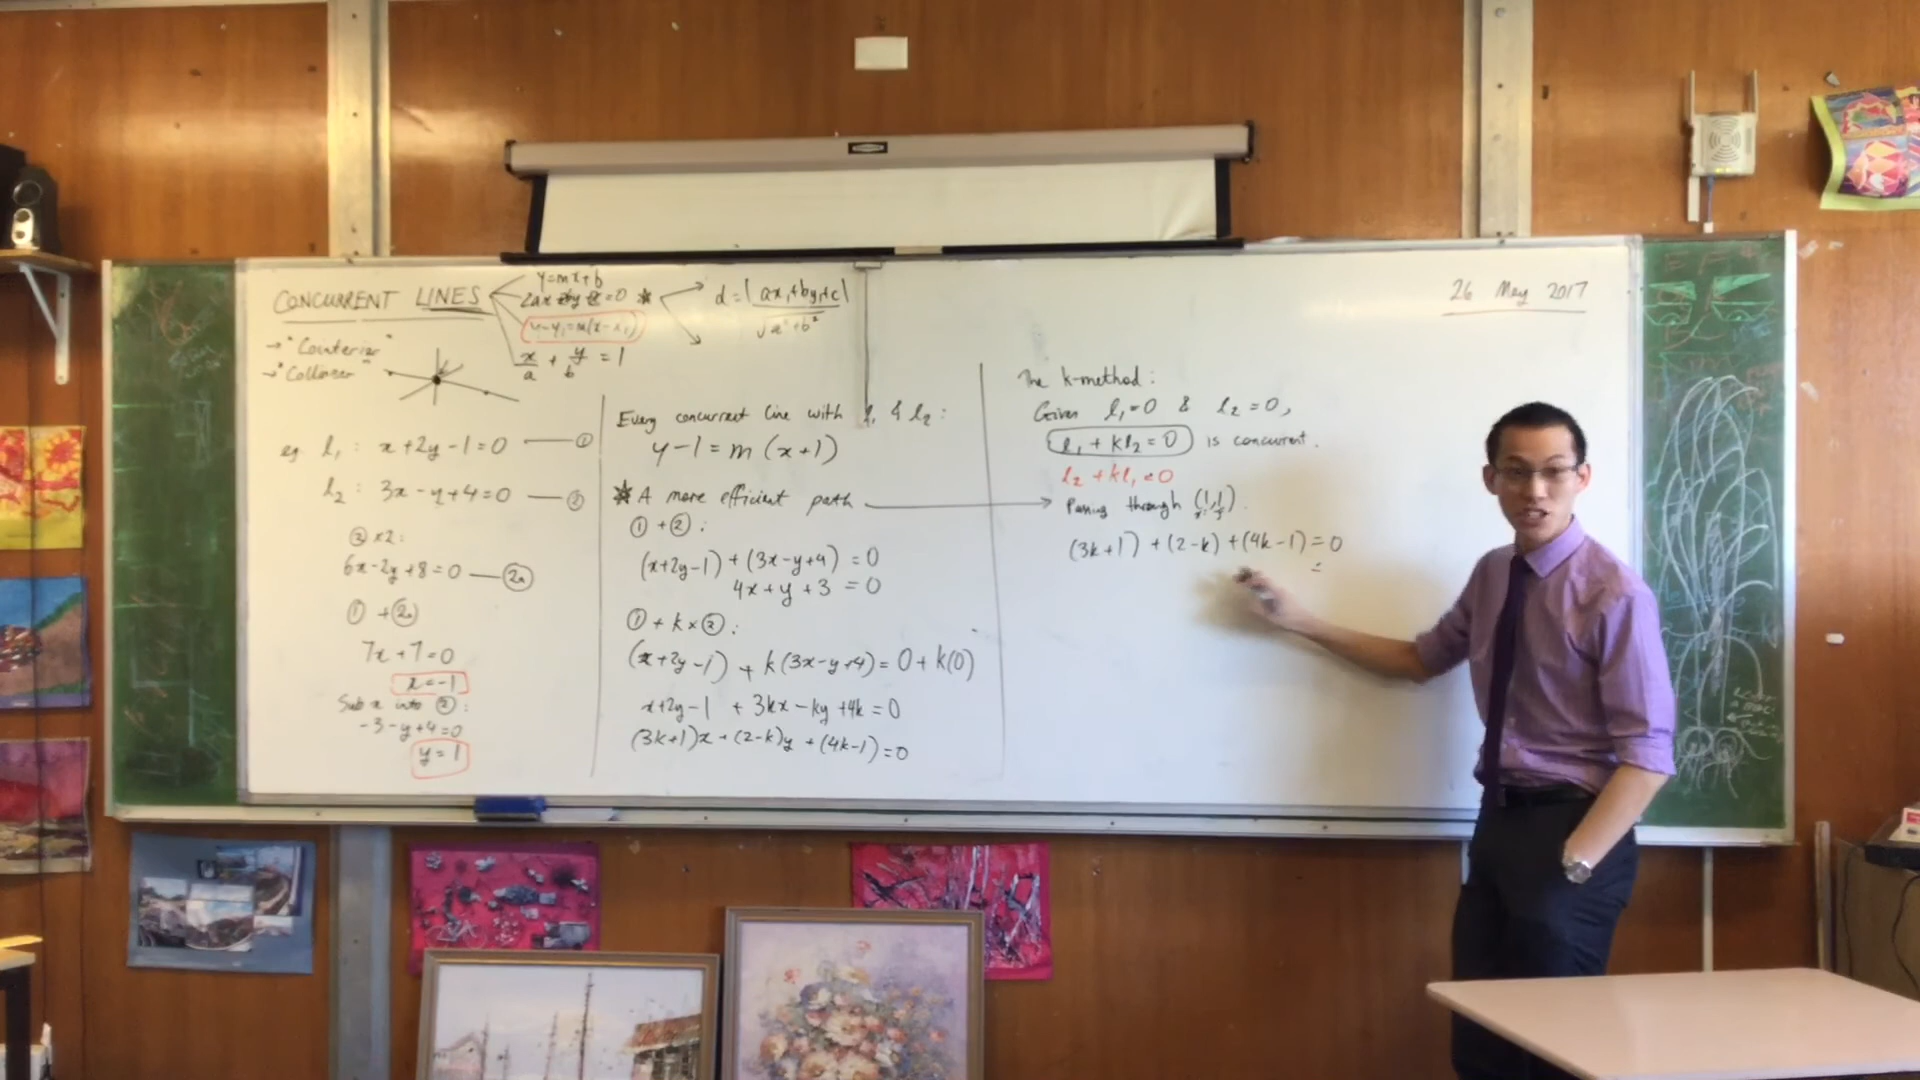 CONCURRENT LINES
y=mx+b
y-y₁=m(x-x₁)
x/a + y/b = 1
d = |ax₁+by₁+c| / √a²+b²
26 May 2017
→ "
→ "Collinear
eg l₁: x+2y-1=0 — ①
l₂: 3x-y+4=0 — ②
② x2:
6x-2y+8=0 — 2a
① + 2a
7x+7=0
x=-1
Sub x into ②:
-3-y+4=0
y=1
Every concurrent line with l₁ & l₂:
y-1=m(x+1)
★ A more efficient path
①+②:
(x+2y-1)+(3x-y+4)=0
4x+y+3=0
①+k×②:
(x+2y-1)+k(3x-y+4)=0+k(0)
x+2y-1+3kx-ky+4k=0
(3k+1)x+(2-k)y+(4k-1)=0
The k-method:
Given l₁=0 & l₂=0,
l₁+kl₂=0 is concurrent.
l₂+kl₁=0
Passing through (1,1)
(3k+1)+(2-k)+(4k-1)=0